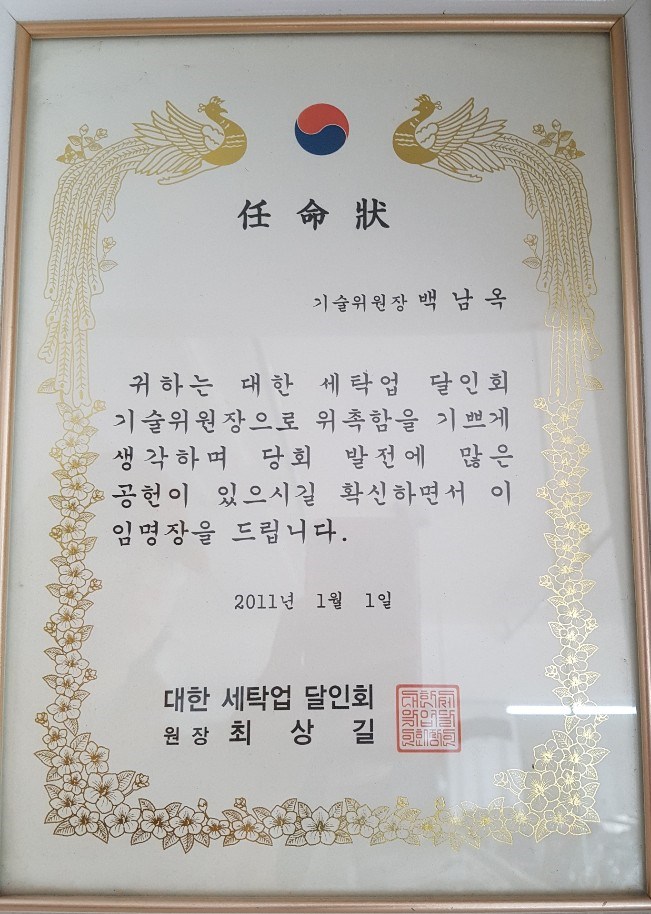 任命狀
기술위원장 백남옥
귀하는 대한 세탁업 달인회
기술위원장으로 위촉함을 기쁘게
생각하며 당회 발전에 많은
공헌이 있으시길 확신하면서 이
임명장을 드립니다.
2011년 1월 1일
대한 세탁업 달인회
원장 최상길